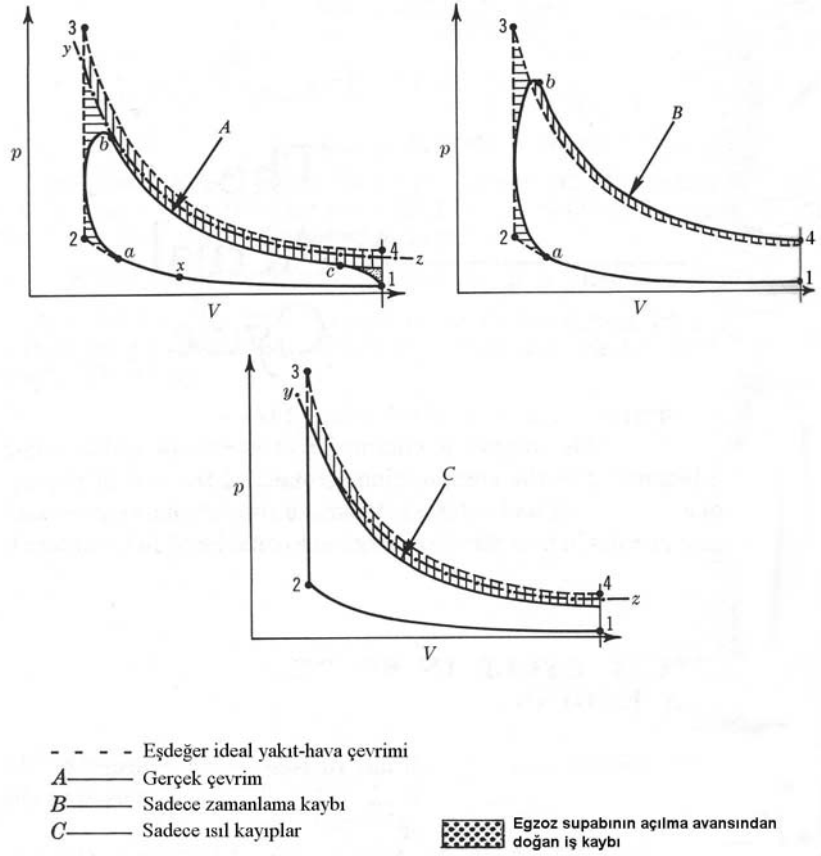 3
y
A
b
p
2
a
x
c
4
z
1
V
3
b
B
p
2
a
4
1
V
3
y
C
p
2
4
z
1
V
- - - - Eşdeğer ideal yakıt-hava çevrimi
A Gerçek çevrim
B Sadece zamanlama kaybı
C Sadece ısıl kayıplar
Egzoz supabının açılma avansından
doğan iş kaybı